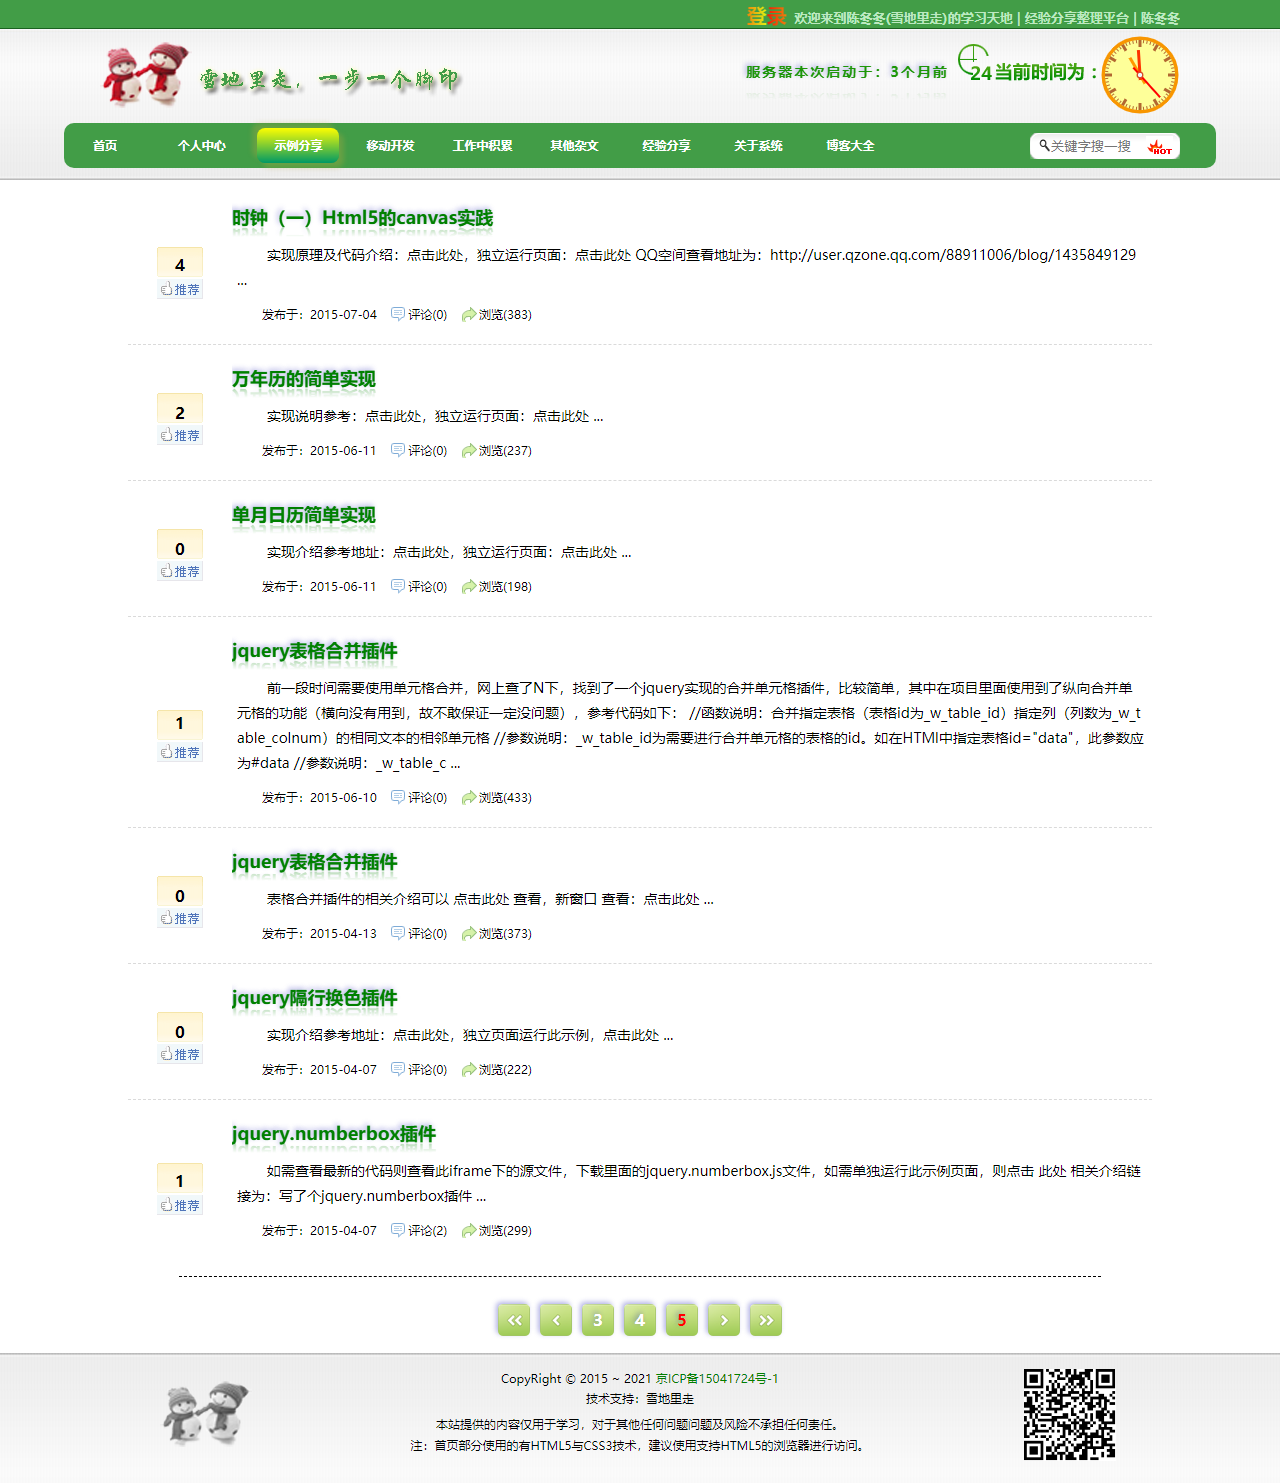 登录 欢迎来到陈冬冬(雪地里走)的学习天地 | 经验分享整理平台 | 陈冬冬
雪地里走，一步一个脚印
服务器本次启动于：3个月前
24 当前时间为：
首页 个人中心 示例分享 移动开发 工作中积累 其他杂文 经验分享 关于系统 博客大全
关键字搜一搜 HOT
时钟（一）Html5的canvas实践
4
推荐
实现原理及代码介绍：点击此处，独立运行页面：点击此处 QQ空间查看地址为：http://user.qzone.qq.com/88911006/blog/1435849129
...
发布于：2015-07-04 评论(0) 浏览(383)
万年历的简单实现
2
推荐
实现说明参考：点击此处，独立运行页面：点击此处 ...
发布于：2015-06-11 评论(0) 浏览(237)
单月日历简单实现
0
推荐
实现介绍参考地址：点击此处，独立运行页面：点击此处 ...
发布于：2015-06-11 评论(0) 浏览(198)
jquery表格合并插件
1
推荐
前一段时间需要使用单元格合并，网上查了N下，找到了一个jquery实现的合并单元格插件，比较简单，其中在项目里面使用到了纵向合并单
元格的功能（横向没有用到，故不敢保证一定没问题），参考代码如下： //函数说明：合并指定表格（表格id为_w_table_id）指定列（列数为_w_t
able_colnum）的相同文本的相邻单元格 //参数说明：_w_table_id为需要进行合并单元格的表格的id。如在HTMl中指定表格id="data"，此参数应
为#data //参数说明：_w_table_c ...
发布于：2015-06-10 评论(0) 浏览(433)
jquery表格合并插件
0
推荐
表格合并插件的相关介绍可以 点击此处 查看，新窗口 查看：点击此处 ...
发布于：2015-04-13 评论(0) 浏览(373)
jquery隔行换色插件
0
推荐
实现介绍参考地址：点击此处，独立页面运行此示例，点击此处 ...
发布于：2015-04-07 评论(0) 浏览(222)
jquery.numberbox插件
1
推荐
如需查看最新的代码则查看此iframe下的源文件，下载里面的jquery.numberbox.js文件，如需单独运行此示例页面，则点击 此处 相关介绍链
接为：写了个jquery.numberbox插件 ...
发布于：2015-04-07 评论(2) 浏览(299)
« ‹ 3 4 5 › »
CopyRight © 2015 ~ 2021 京ICP备15041724号-1
技术支持：雪地里走
本站提供的内容仅用于学习，对于其他任何问题问题及风险不承担任何责任。
注：首页部分使用的有HTML5与CSS3技术，建议使用支持HTML5的浏览器进行访问。